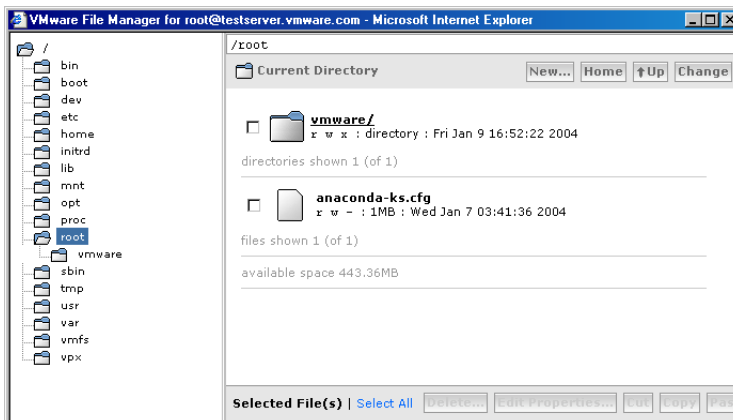 VMware File Manager for root@testserver.vmware.com - Microsoft Internet Explorer
/
bin
boot
dev
etc
home
initrd
lib
mnt
opt
proc
root
vmware
sbin
tmp
usr
var
vmfs
vpx
/root
Current Directory New... Home Up Change
vmware/
r w x : directory : Fri Jan 9 16:52:22 2004
directories shown 1 (of 1)
anaconda-ks.cfg
r w - : 1MB : Wed Jan 7 03:41:36 2004
files shown 1 (of 1)
available space 443.36MB
Selected File(s) | Select All Delete... Edit Properties... Cut Copy Pas